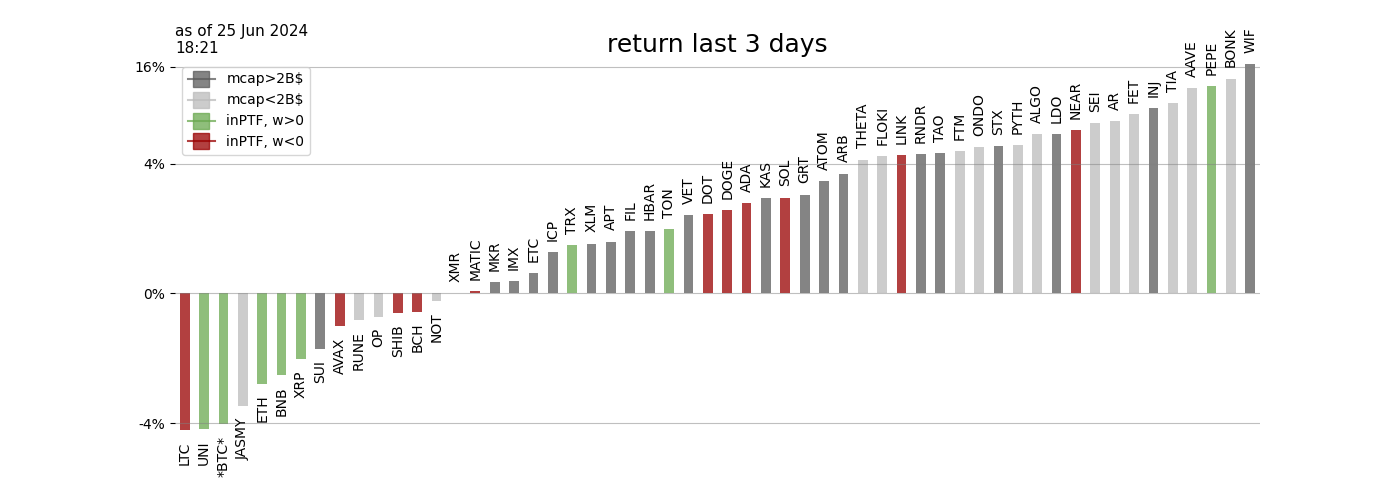 as of 25 Jun 2024
18:21
return last 3 days
16%
4%
0%
-4%
mcap>2B$
mcap<2B$
inPTF, w>0
inPTF, w<0
LTC
UNI
*BTC*
JASMY
ETH
BNB
XRP
SUI
AVAX
RUNE
OP
SHIB
BCH
NOT
XMR
MATIC
MKR
IMX
ETC
ICP
TRX
XLM
APT
FIL
HBAR
TON
VET
DOT
DOGE
ADA
KAS
SOL
GRT
ATOM
ARB
THETA
FLOKI
LINK
RNDR
TAO
FTM
ONDO
STX
PYTH
ALGO
LDO
NEAR
SEI
AR
FET
INJ
TIA
AAVE
PEPE
BONK
WIF